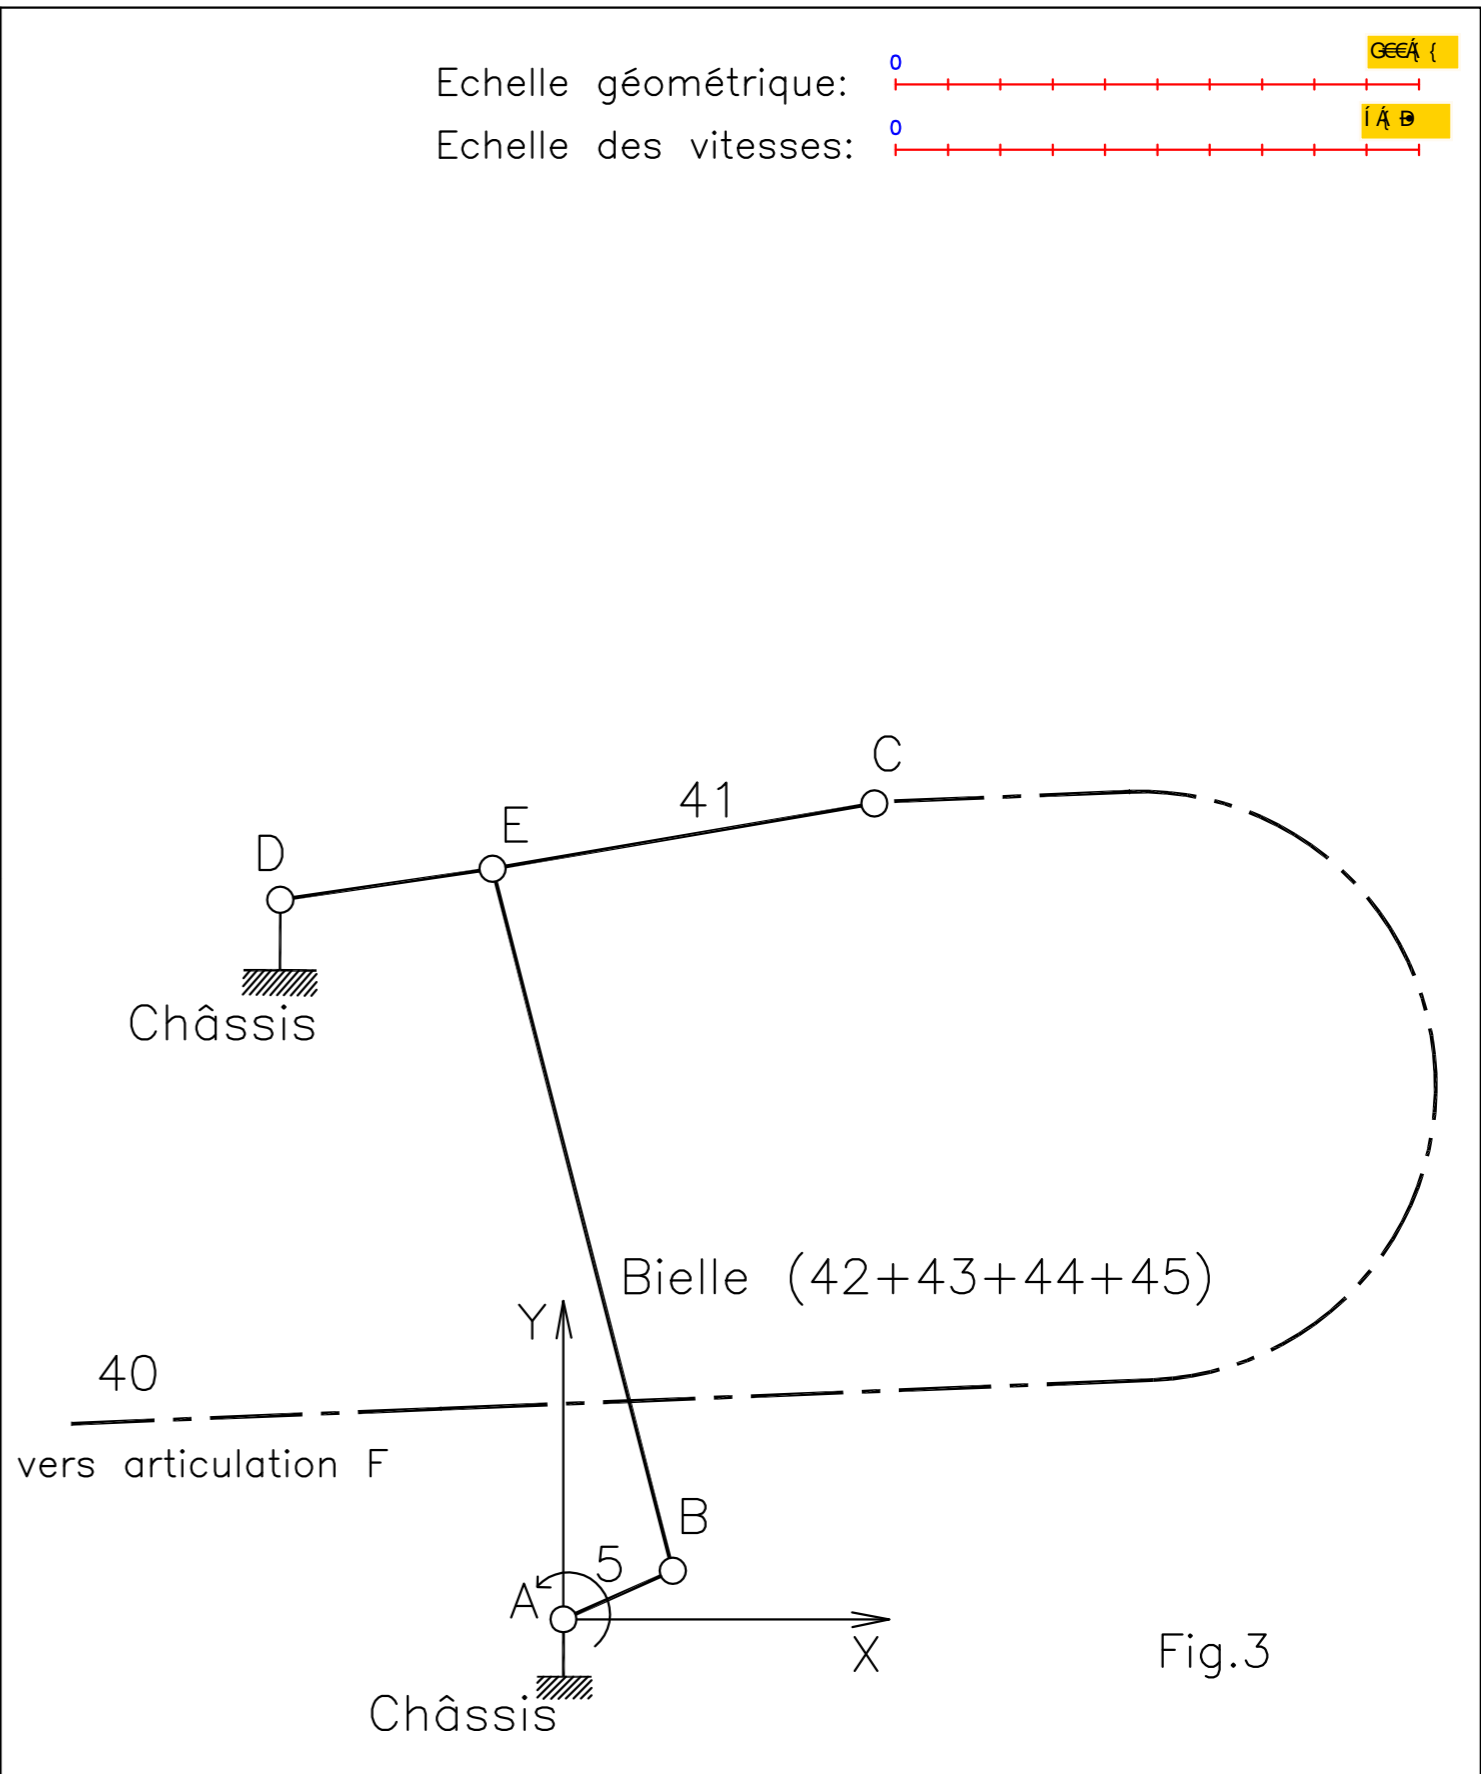 Echelle géométrique:
0
Echelle des vitesses:
0
C
41
E
D
Châssis
Bielle (42+43+44+45)
Y
40
vers articulation F
B
5
A
X
Fig.3
Châssis